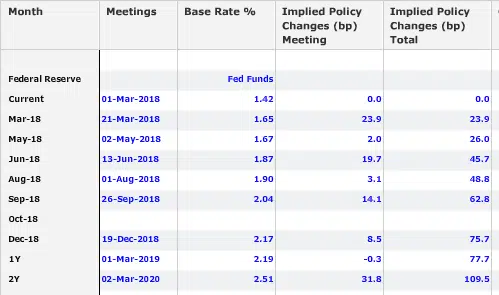 Month Meetings Base Rate % Implied Policy Changes (bp) Meeting Implied Policy Changes (bp) Total
Federal Reserve Fed Funds
Current 01-Mar-2018 1.42 0.0 0.0
Mar-18 21-Mar-2018 1.65 23.9 23.9
May-18 02-May-2018 1.67 2.0 26.0
Jun-18 13-Jun-2018 1.87 19.7 45.7
Aug-18 01-Aug-2018 1.90 3.1 48.8
Sep-18 26-Sep-2018 2.04 14.1 62.8
Oct-18
Dec-18 19-Dec-2018 2.17 8.5 75.7
1Y 01-Mar-2019 2.19 -0.3 77.7
2Y 02-Mar-2020 2.51 31.8 109.5